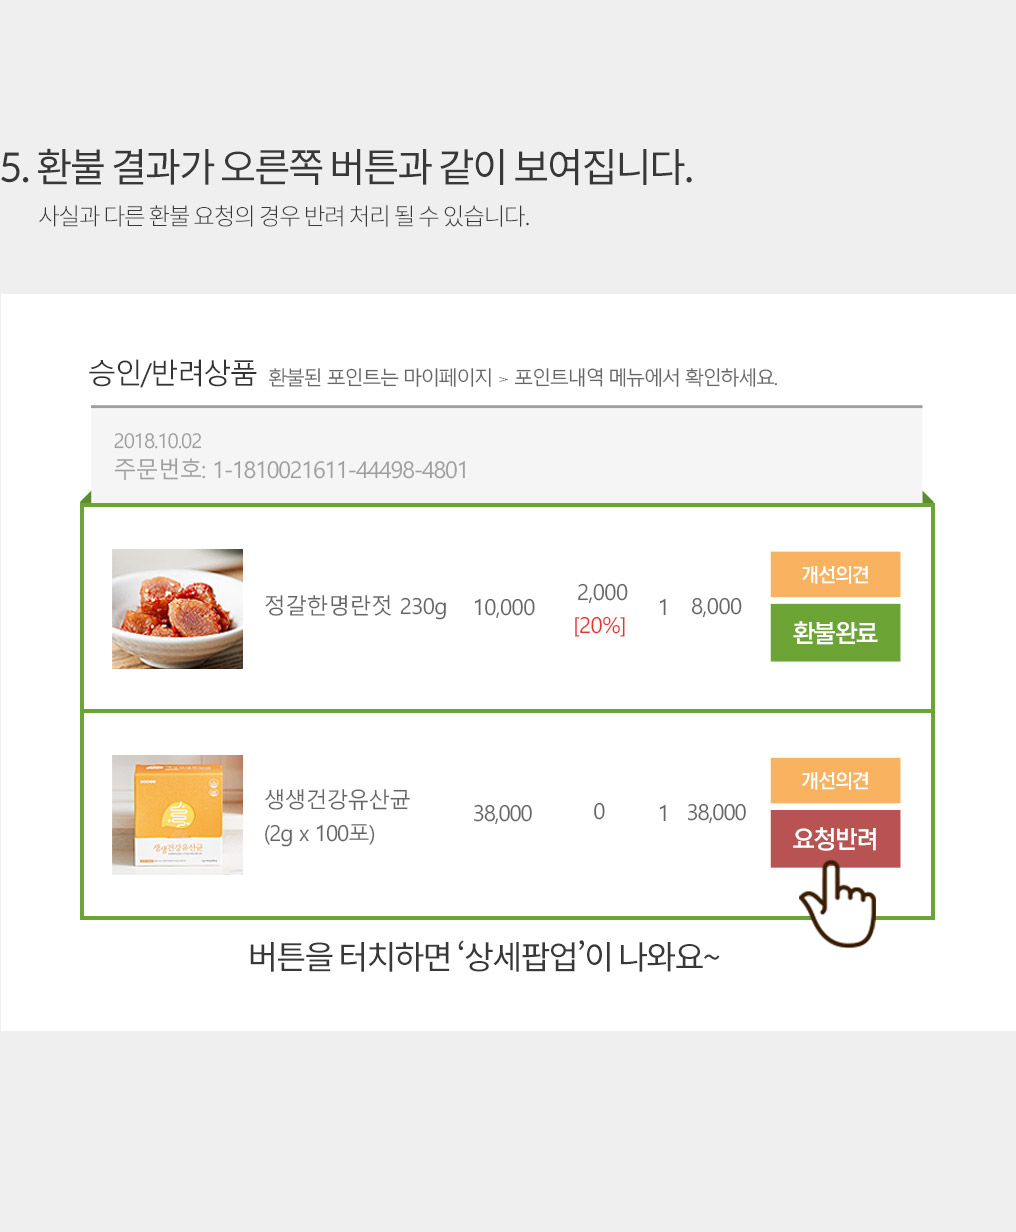 5. 환불 결과가 오른쪽 버튼과 같이 보여집니다.
사실과 다른 환불 요청의 경우 반려 처리 될 수 있습니다.
승인/반려상품 환불된 포인트는 마이페이지 > 포인트내역 메뉴에서 확인하세요.
2018.10.02
주문번호: 1-1810021611-44498-4801
정갈한명란젓 230g 10,000 2,000 [20%] 1 8,000
개선의견
환불완료
생생건강유산균
(2g x 100포) 38,000 0 1 38,000
개선의견
요청반려
생생건강유산균
버튼을 터치하면 ‘상세팝업’이 나와요~